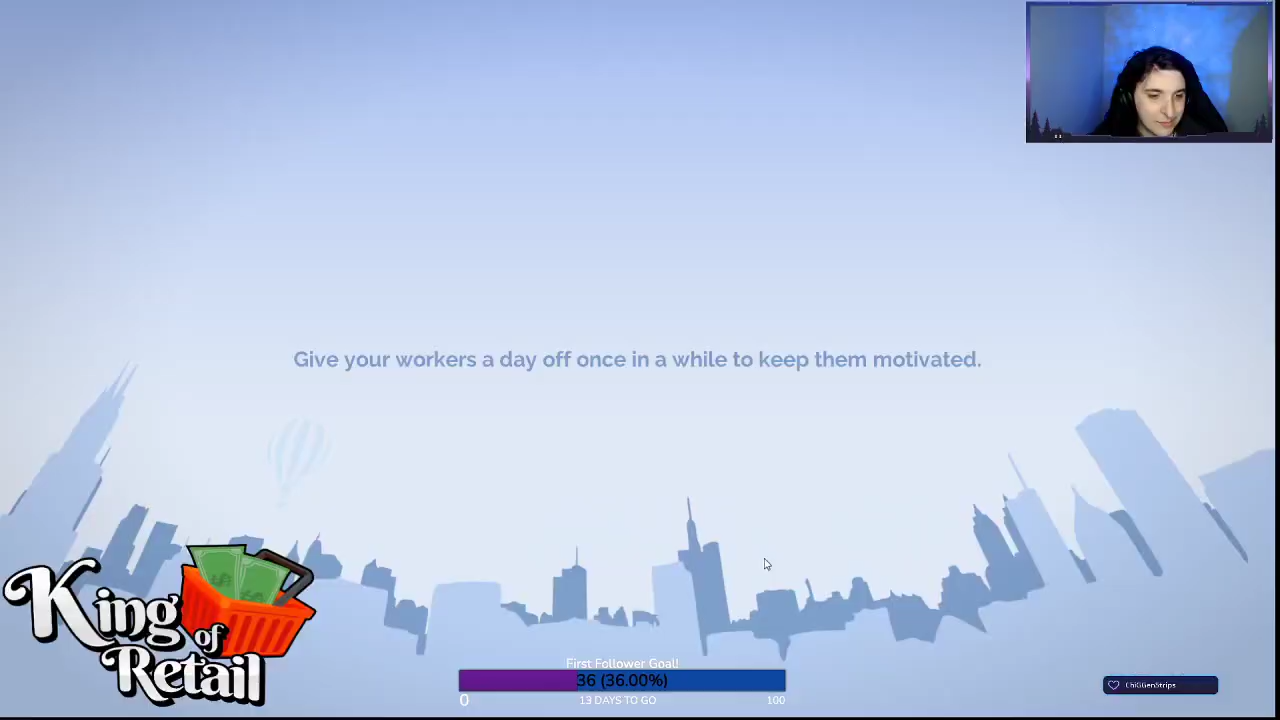 Give your workers a day off once in a while to keep them motivated.
King
of
Retail
First Follower Goal!
36 (36.00%)
0
13 DAYS TO GO
100